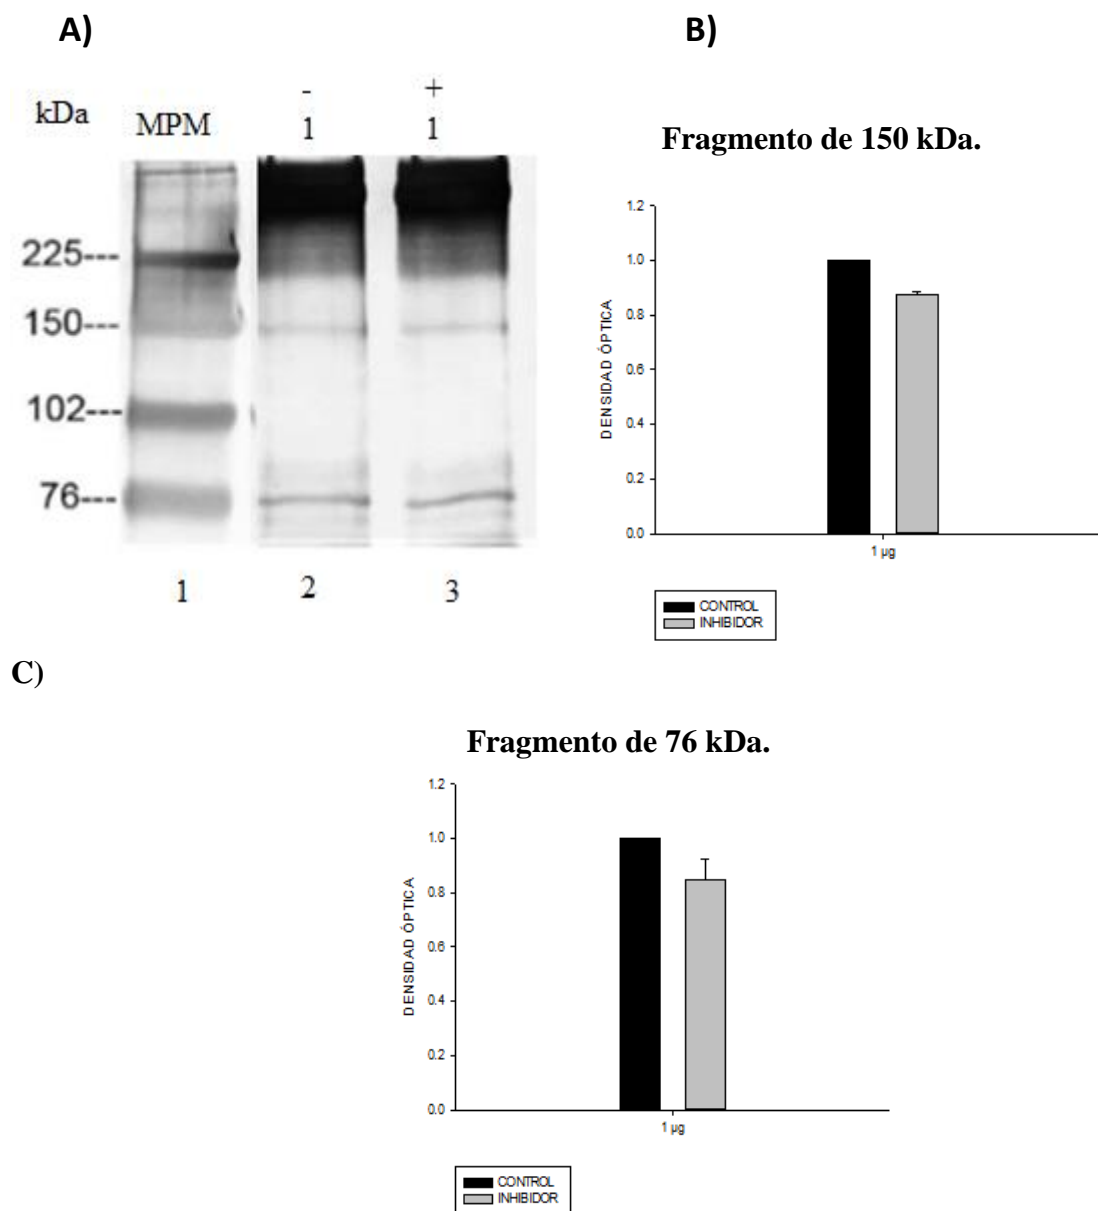 A)
B)
- +
kDa MPM 1 1
225---
150---
102---
76---
1 2 3
Fragmento de 150 kDa.
1.2
1.0
0.8
0.6
0.4
0.2
0.0
DENSIDAD ÓPTICA
1 µg
CONTROL
INHIBIDOR
C)
Fragmento de 76 kDa.
1.2
1.0
0.8
0.6
0.4
0.2
0.0
DENSIDAD ÓPTICA
1 µg
CONTROL
INHIBIDOR